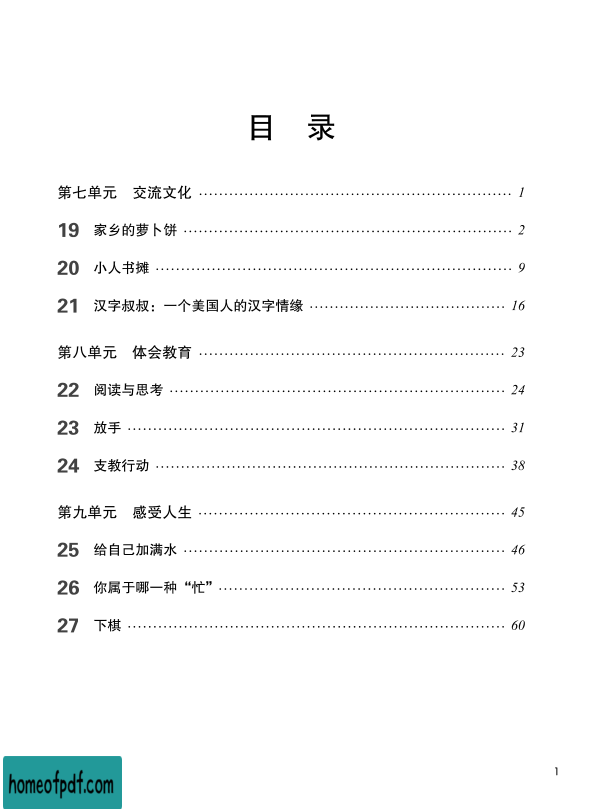 目 录
第七单元 交流文化 1
19 家乡的萝卜饼 2
20 小人书摊 9
21 汉字叔叔：一个美国人的汉字情缘 16
第八单元 体会教育 23
22 阅读与思考 24
23 放手 31
24 支教行动 38
第九单元 感受人生 45
25 给自己加满水 46
26 你属于哪一种“忙” 53
27 下棋 60
1
homeofpdf.com